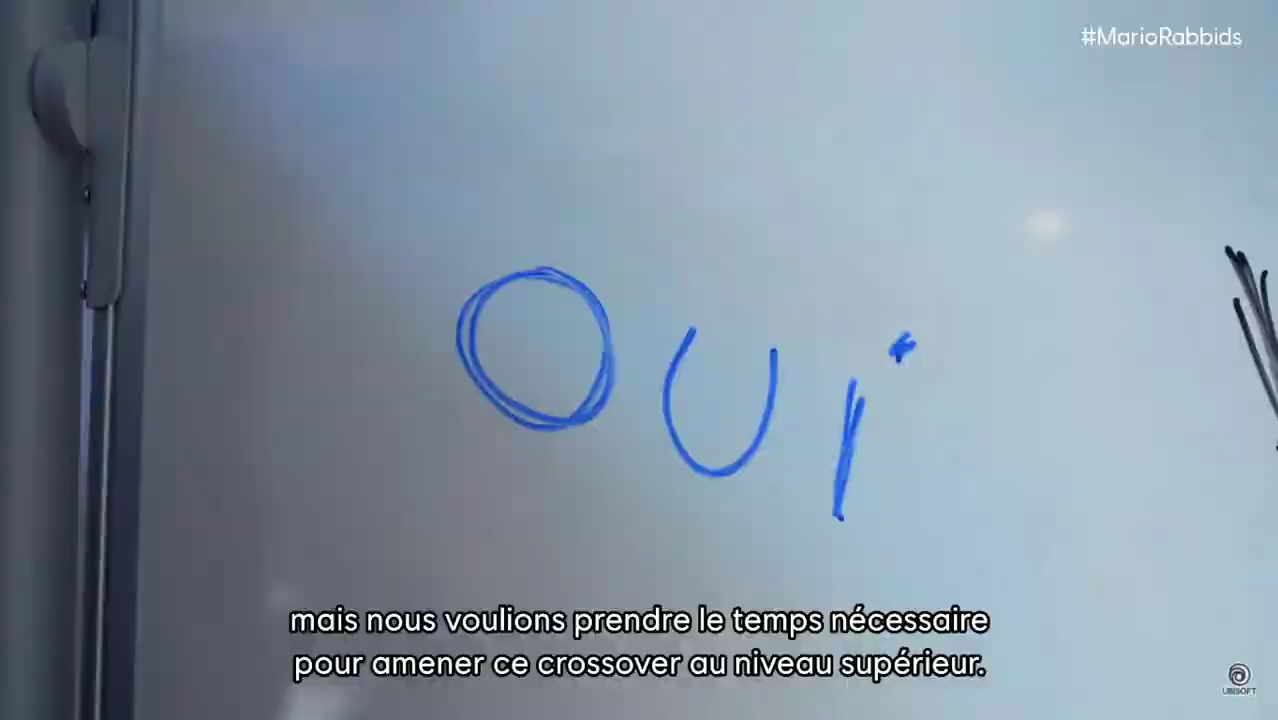 #MarioRabbids
OUi
mais nous voulions prendre le temps nécessaire
pour amener ce crossover au niveau supérieur.
UBISOFT